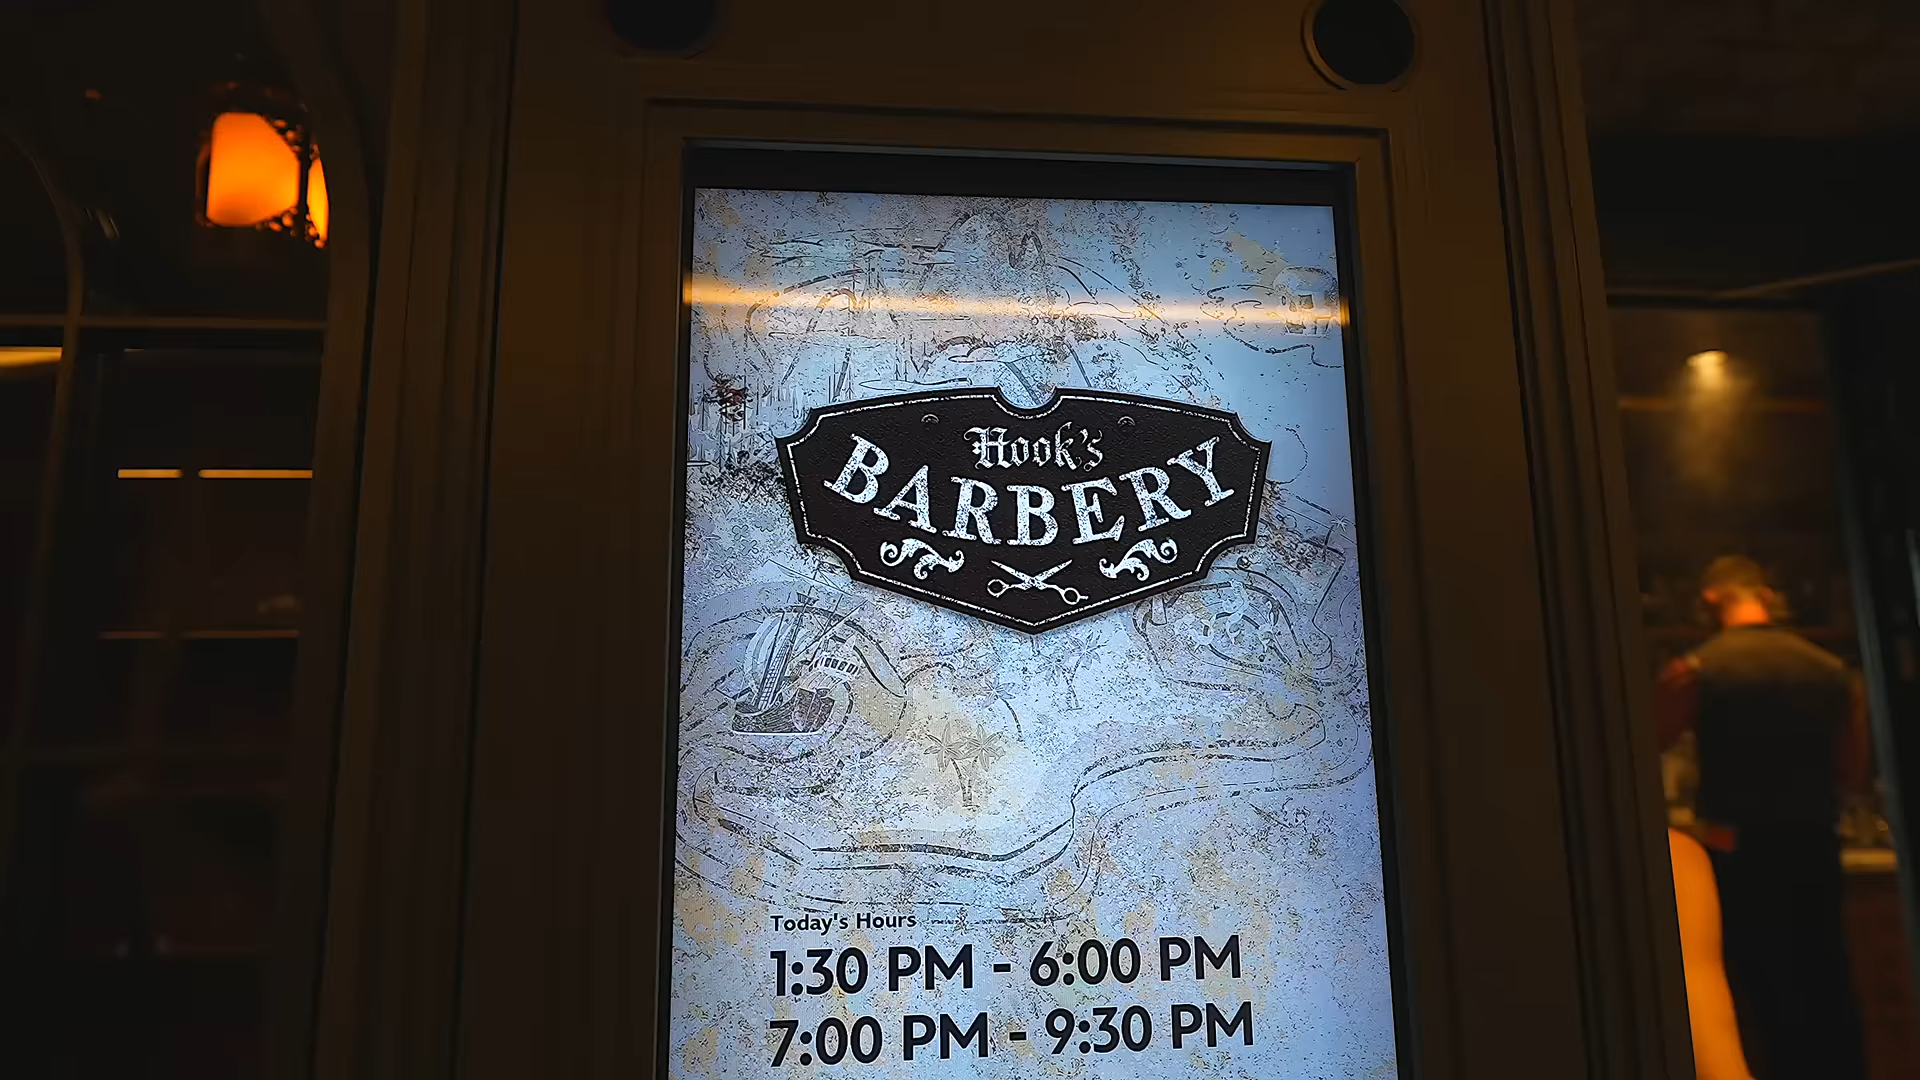 Hook's
BARBERY
Today's Hours
1:30 PM - 6:00 PM
7:00 PM - 9:30 PM